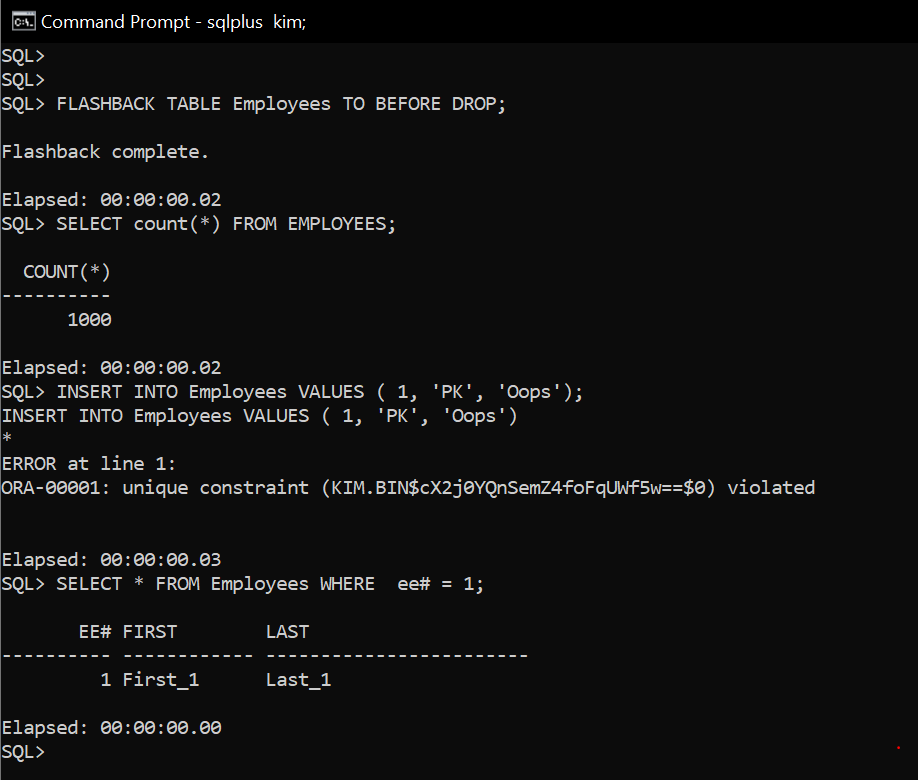 Command Prompt - sqlplus  kim;
SQL>
SQL>
SQL> FLASHBACK TABLE Employees TO BEFORE DROP;
Flashback complete.
Elapsed: 00:00:00.02
SQL> SELECT count(*) FROM EMPLOYEES;
  COUNT(*)
----------
      1000
Elapsed: 00:00:00.02
SQL> INSERT INTO Employees VALUES ( 1, 'PK', 'Oops');
INSERT INTO Employees VALUES ( 1, 'PK', 'Oops')
*
ERROR at line 1:
ORA-00001: unique constraint (KIM.BIN$cX2j0YQnSemZ4foFqUWf5w==$0) violated
Elapsed: 00:00:00.03
SQL> SELECT * FROM Employees WHERE  ee# = 1;
       EE# FIRST        LAST
---------- ------------ ------------------------
         1 First_1      Last_1
Elapsed: 00:00:00.00
SQL>